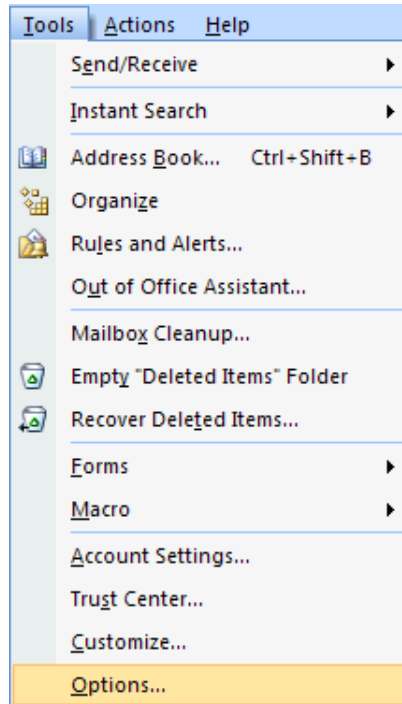 Tools Actions Help
Send/Receive
Instant Search
Address Book... Ctrl+Shift+B
Organize
Rules and Alerts...
Out of Office Assistant...
Mailbox Cleanup...
Empty "Deleted Items" Folder
Recover Deleted Items...
Forms
Macro
Account Settings...
Trust Center...
Customize...
Options...